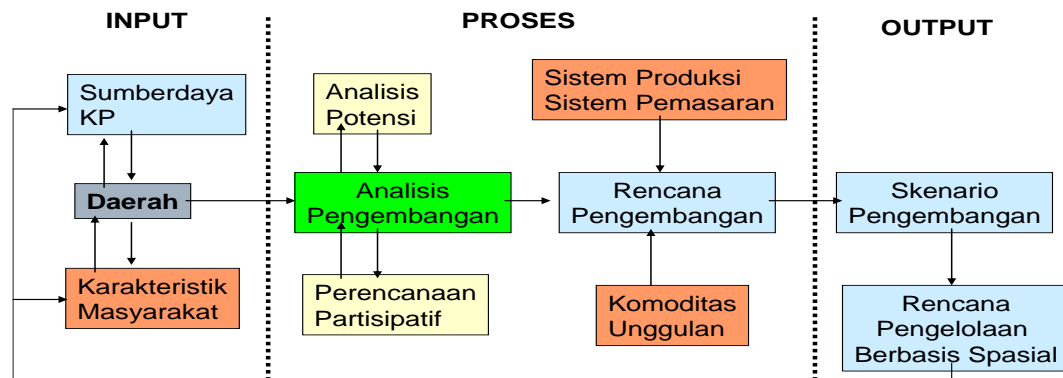 INPUT
PROSES
OUTPUT
Sumberdaya
KP
Daerah
Karakteristik
Masyarakat
Analisis
Potensi
Analisis
Pengembangan
Perencanaan
Partisipatif
Sistem Produksi
Sistem Pemasaran
Rencana
Pengembangan
Komoditas
Unggulan
Skenario
Pengembangan
Rencana
Pengelolaan
Berbasis Spasial